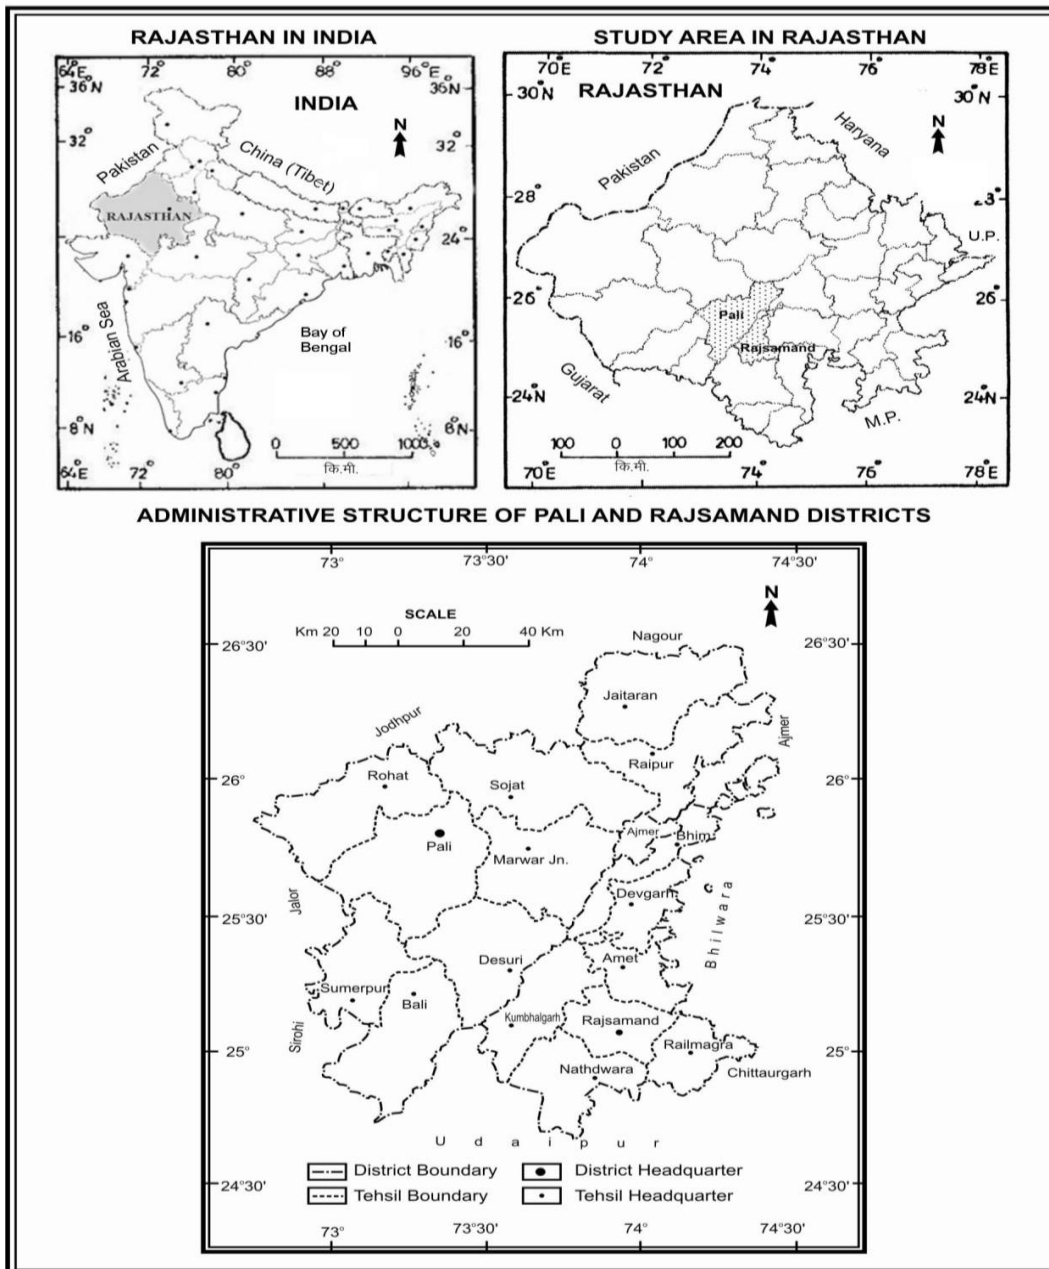 RAJASTHAN IN INDIA
64°E 72° 80° 88° 96°E
36°N 36°N
INDIA
N
32° 32°
Pakistan
China (Tibet)
RAJASTHAN
24°
16° 16°
Arabian Sea
Bay of
Bengal
8°N 8°N
0 500 1000
कि.मी.
64°E 72° 80°
STUDY AREA IN RAJASTHAN
70°E 72° 74° 76° 78°E
30°N 30°N
RAJASTHAN
N
Haryana
Pakistan
28°
U.P.
26° 26°
Pali
Rajsamand
Gujarat
24°N 24°N
M.P.
100 0 100 200
कि.मी.
70°E 74° 76° 78°
ADMINISTRATIVE STRUCTURE OF PALI AND RAJSAMAND DISTRICTS
73° 73°30' 74° 74°30'
N
SCALE
Km 20 10 0 20 40 Km
26°30' 26°30'
Nagour
Jaitaran
Jodhpur
Ajmer
Raipur
Rohat
26° 26°
Sojat
Ajmer
Bhim
Pali
Marwar Jn.
Devgarh
Jalor
Bhilwara
25°30' 25°30'
Desuri
Amet
Sumerpur
Bali
Kumbhalgarh
Rajsamand
Sirohi
Railmagra
25° 25°
Nathdwara
Chittaurgarh
Udaipur
District Boundary District Headquarter
Tehsil Boundary Tehsil Headquarter
24°30' 24°30'
73° 73°30' 74° 74°30'